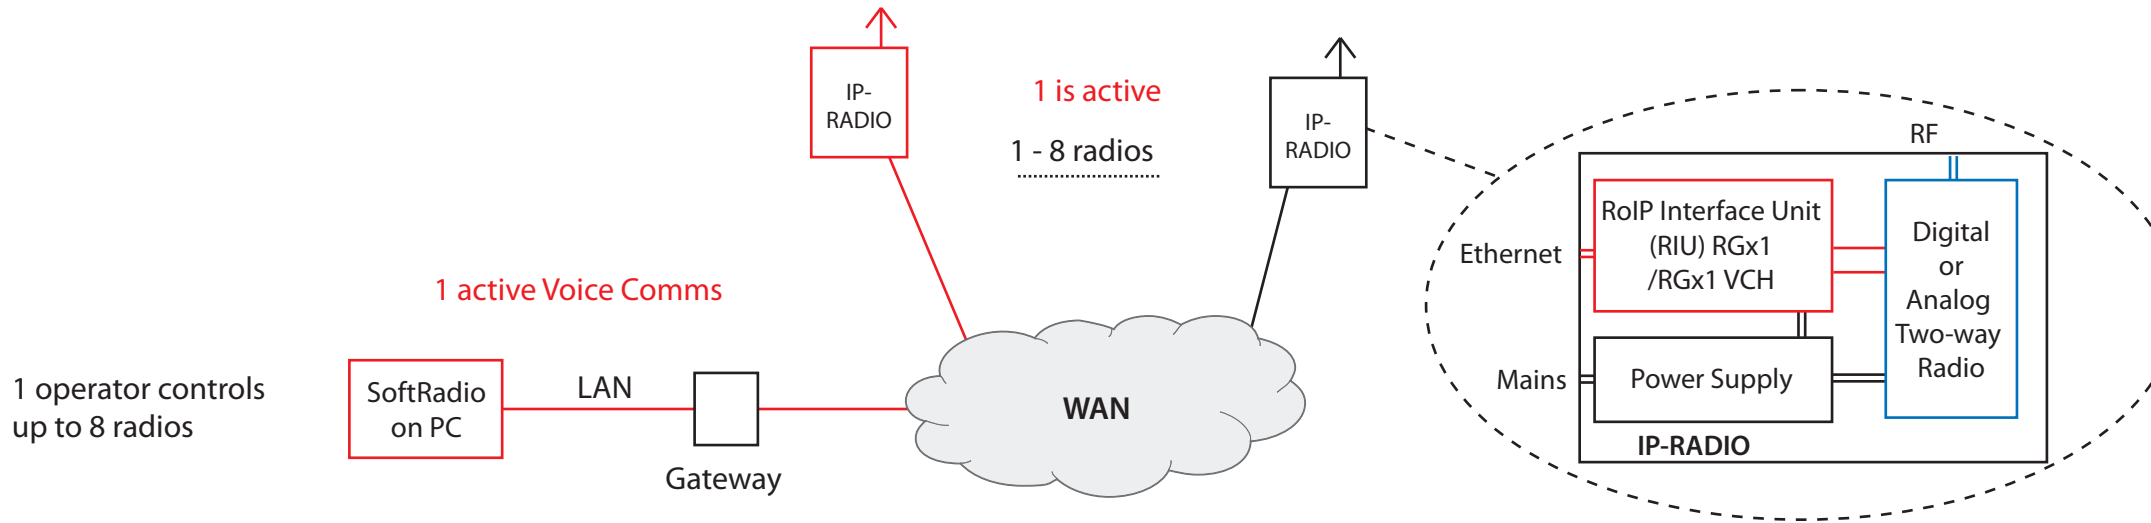 1 operator controls
up to 8 radios
SoftRadio
on PC
LAN
Gateway
1 active Voice Comms
IP-
RADIO
1 is active
1 - 8 radios
WAN
IP-
RADIO
RF
Ethernet
RoIP Interface Unit
(RIU) RGx1
/RGx1 VCH
Digital
or
Analog
Two-way
Radio
Mains
Power Supply
IP-RADIO